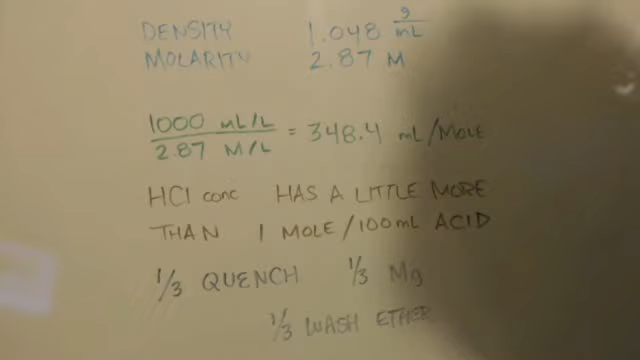 DENSITY 1.048 g/mL
MOLARITY 2.87 M
1000 mL/L / 2.87 M/L = 348.4 mL/MOLE
HCl conc HAS A LITTLE MORE
THAN 1 MOLE/100mL ACID
1/3 QUENCH 1/3 Mg
1/3 WASH ETHER